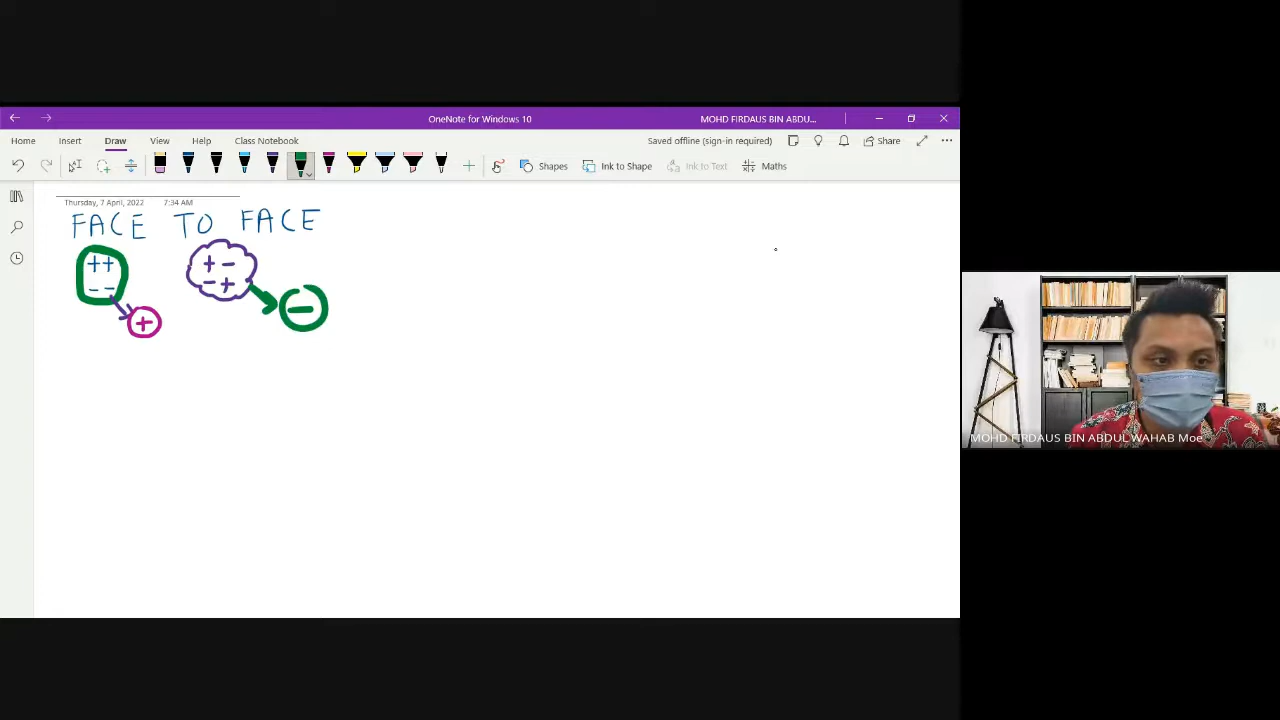 OneNote for Windows 10
MOHD FIRDAUS BIN ABDU...
Home Insert Draw View Help Class Notebook
Saved offline (sign-in required)
Share
Shapes Ink to Shape Ink to Text Maths
Thursday, 7 April, 2022 7:34 AM
FACE TO FACE
++ + -
-- - +
+ -
MOHD FIRDAUS BIN ABDUL WAHAB Moe